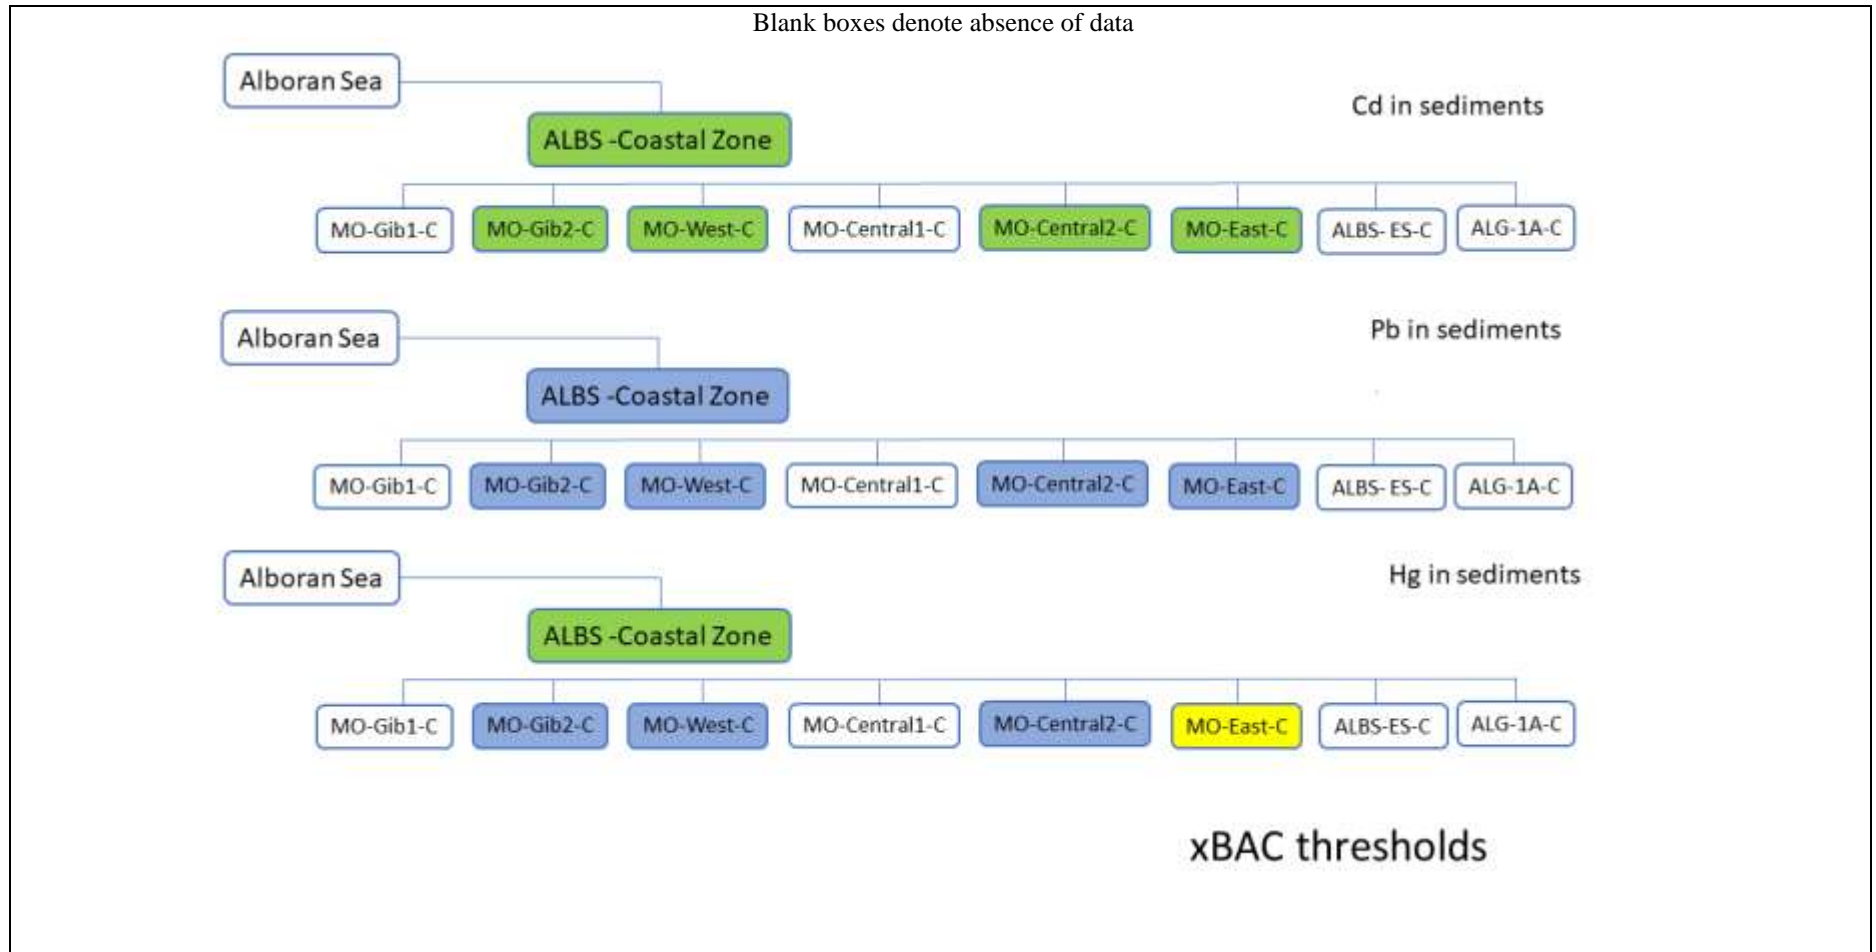 Blank boxes denote absence of data
Alboran Sea
Cd in sediments
ALBS -Coastal Zone
MO-Gib1-C MO-Gib2-C MO-West-C MO-Central1-C MO-Central2-C MO-East-C ALBS- ES-C ALG-1A-C
Alboran Sea
Pb in sediments
ALBS -Coastal Zone
MO-Gib1-C MO-Gib2-C MO-West-C MO-Central1-C MO-Central2-C MO-East-C ALBS- ES-C ALG-1A-C
Alboran Sea
Hg in sediments
ALBS -Coastal Zone
MO-Gib1-C MO-Gib2-C MO-West-C MO-Central1-C MO-Central2-C MO-East-C ALBS-ES-C ALG-1A-C
xBAC thresholds